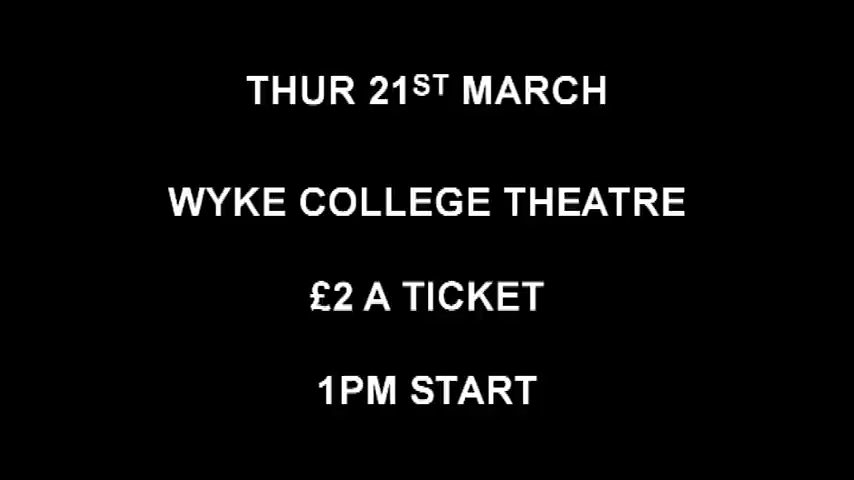 THUR 21ST MARCH
WYKE COLLEGE THEATRE
£2 A TICKET
1PM START